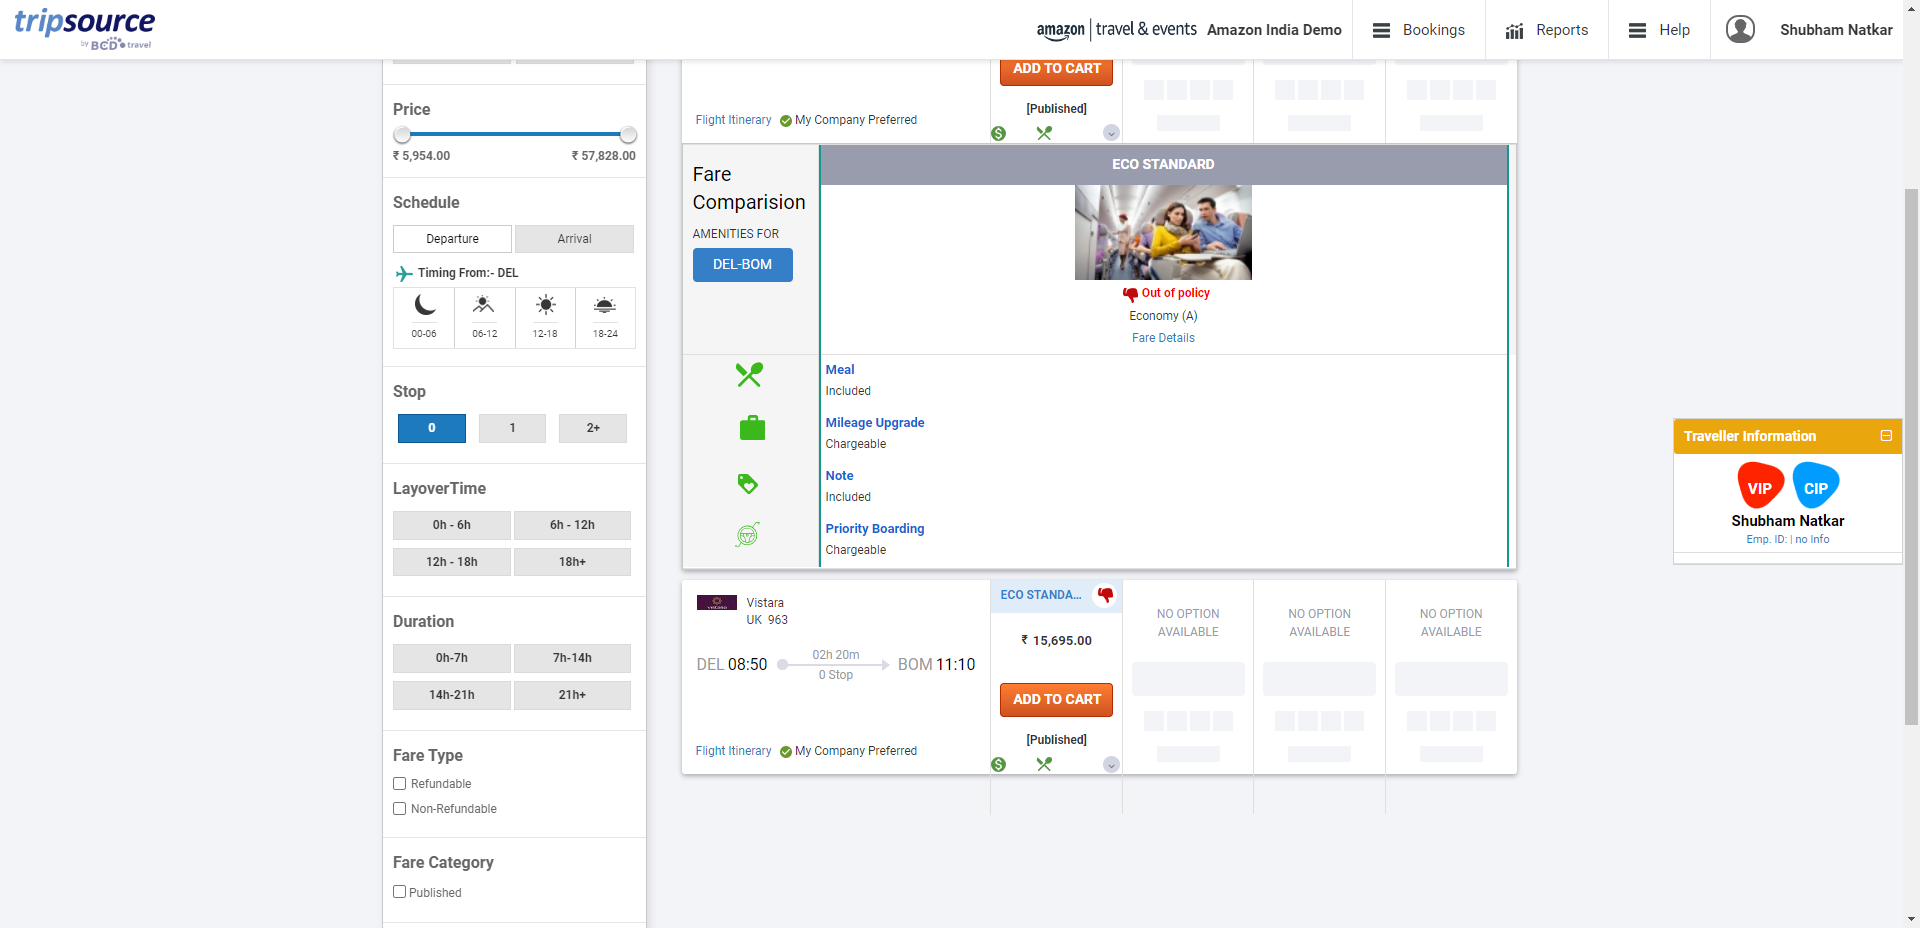 tripsource
by BCD travel
amazon | travel & events
Amazon India Demo
Bookings
Reports
Help
Shubham Natkar
Price
₹ 5,954.00
₹ 57,828.00
Schedule
Departure
Arrival
Timing From:- DEL
00-06
06-12
12-18
18-24
Stop
0
1
2+
LayoverTime
0h - 6h
6h - 12h
12h - 18h
18h+
Duration
0h-7h
7h-14h
14h-21h
21h+
Fare Type
Refundable
Non-Refundable
Fare Category
Published
ADD TO CART
[Published]
Flight Itinerary
My Company Preferred
Fare
Comparision
AMENITIES FOR
DEL-BOM
ECO STANDARD
Out of policy
Economy (A)
Fare Details
Meal
Included
Mileage Upgrade
Chargeable
Note
Included
Priority Boarding
Chargeable
Vistara
UK 963
DEL 08:50
02h 20m
0 Stop
BOM 11:10
Flight Itinerary
My Company Preferred
ECO STANDA...
₹ 15,695.00
ADD TO CART
[Published]
NO OPTION
AVAILABLE
NO OPTION
AVAILABLE
NO OPTION
AVAILABLE
Traveller Information
VIP
CIP
Shubham Natkar
Emp. ID: | no Info